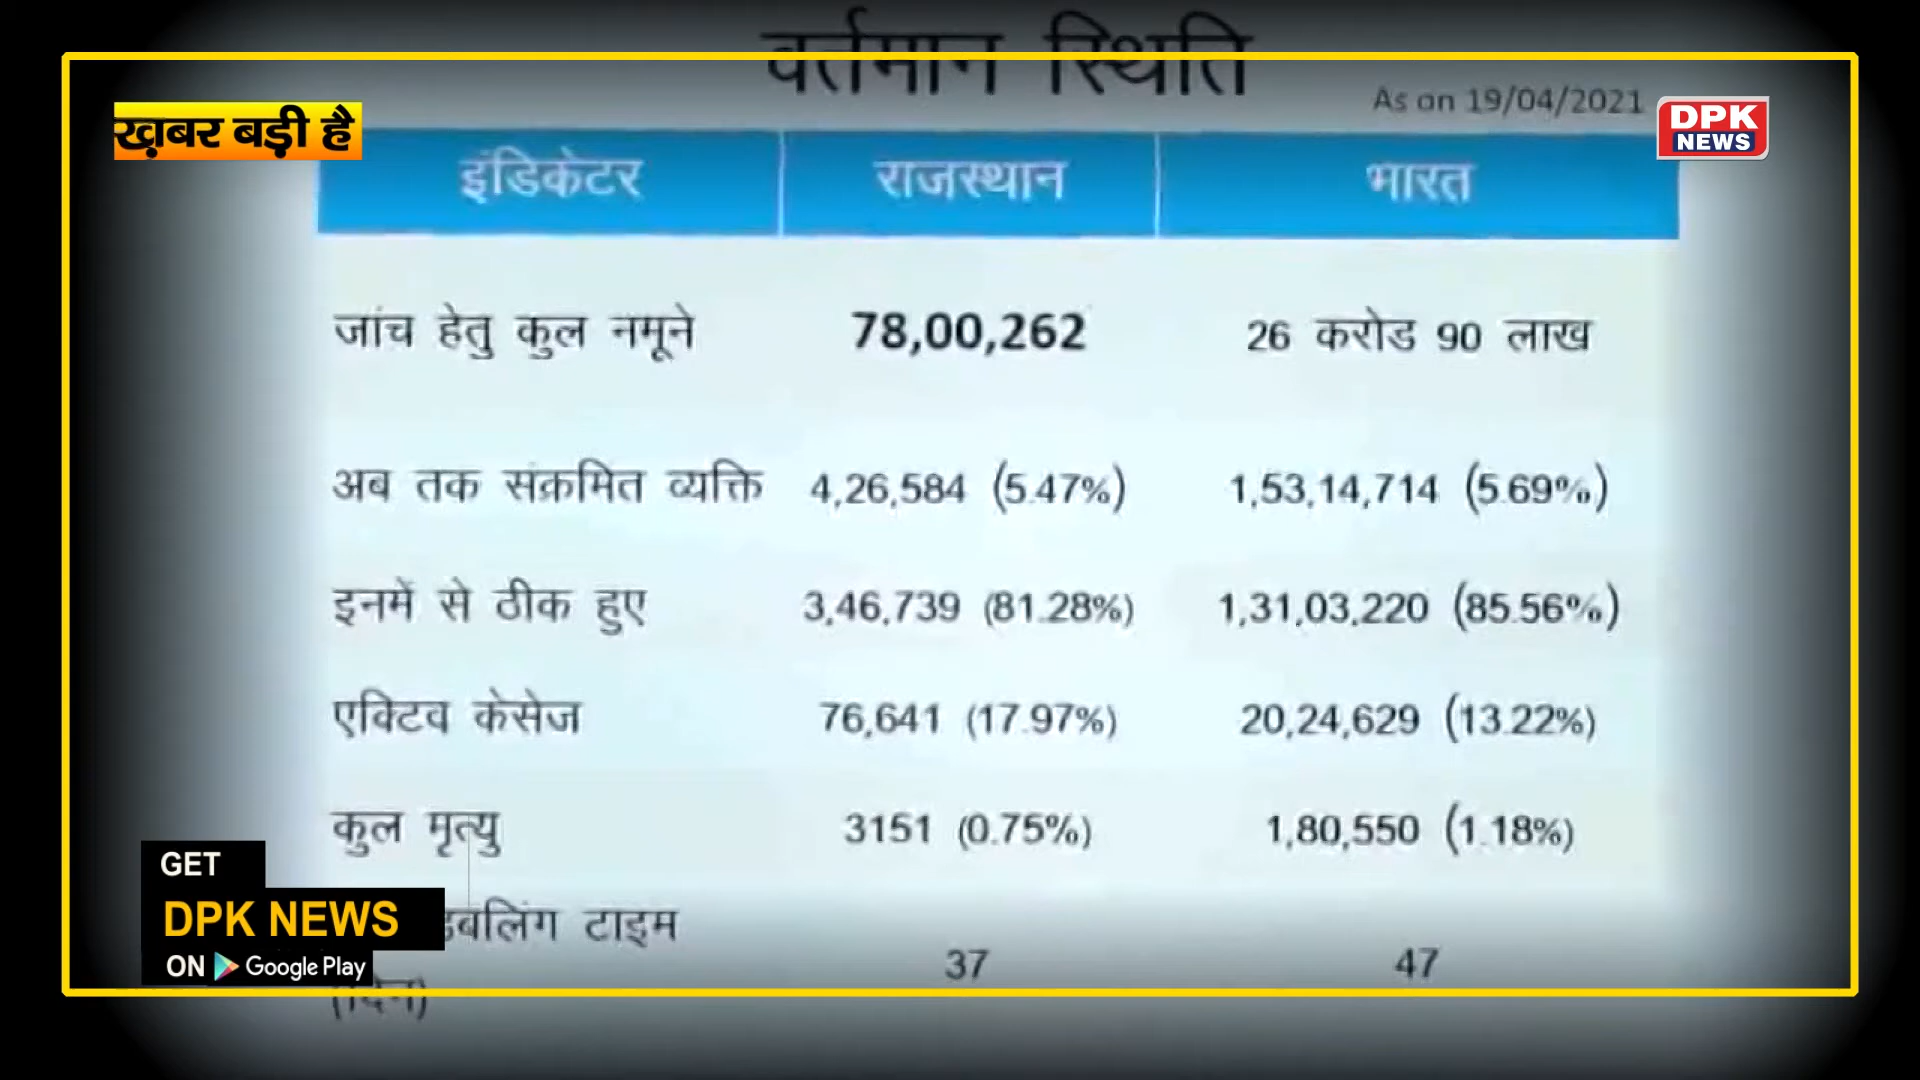 वर्तमान स्थिति
As on 19/04/2021
ख़बर बड़ी है
DPK
NEWS
इंडिकेटर राजस्थान भारत
जांच हेतु कुल नमूने 78,00,262 26 करोड 90 लाख
अब तक संक्रमित व्यक्ति 4,26,584 (5.47%) 1,53,14,714 (5.69%)
इनमें से ठीक हुए 3,46,739 (81.28%) 1,31,03,220 (85.56%)
एक्टिव केसेज 76,641 (17.97%) 20,24,629 (13.22%)
कुल मृत्यु 3151 (0.75%) 1,80,550 (1.18%)
डबलिंग टाइम
37 47
(दिन)
GET
DPK NEWS
ON Google Play